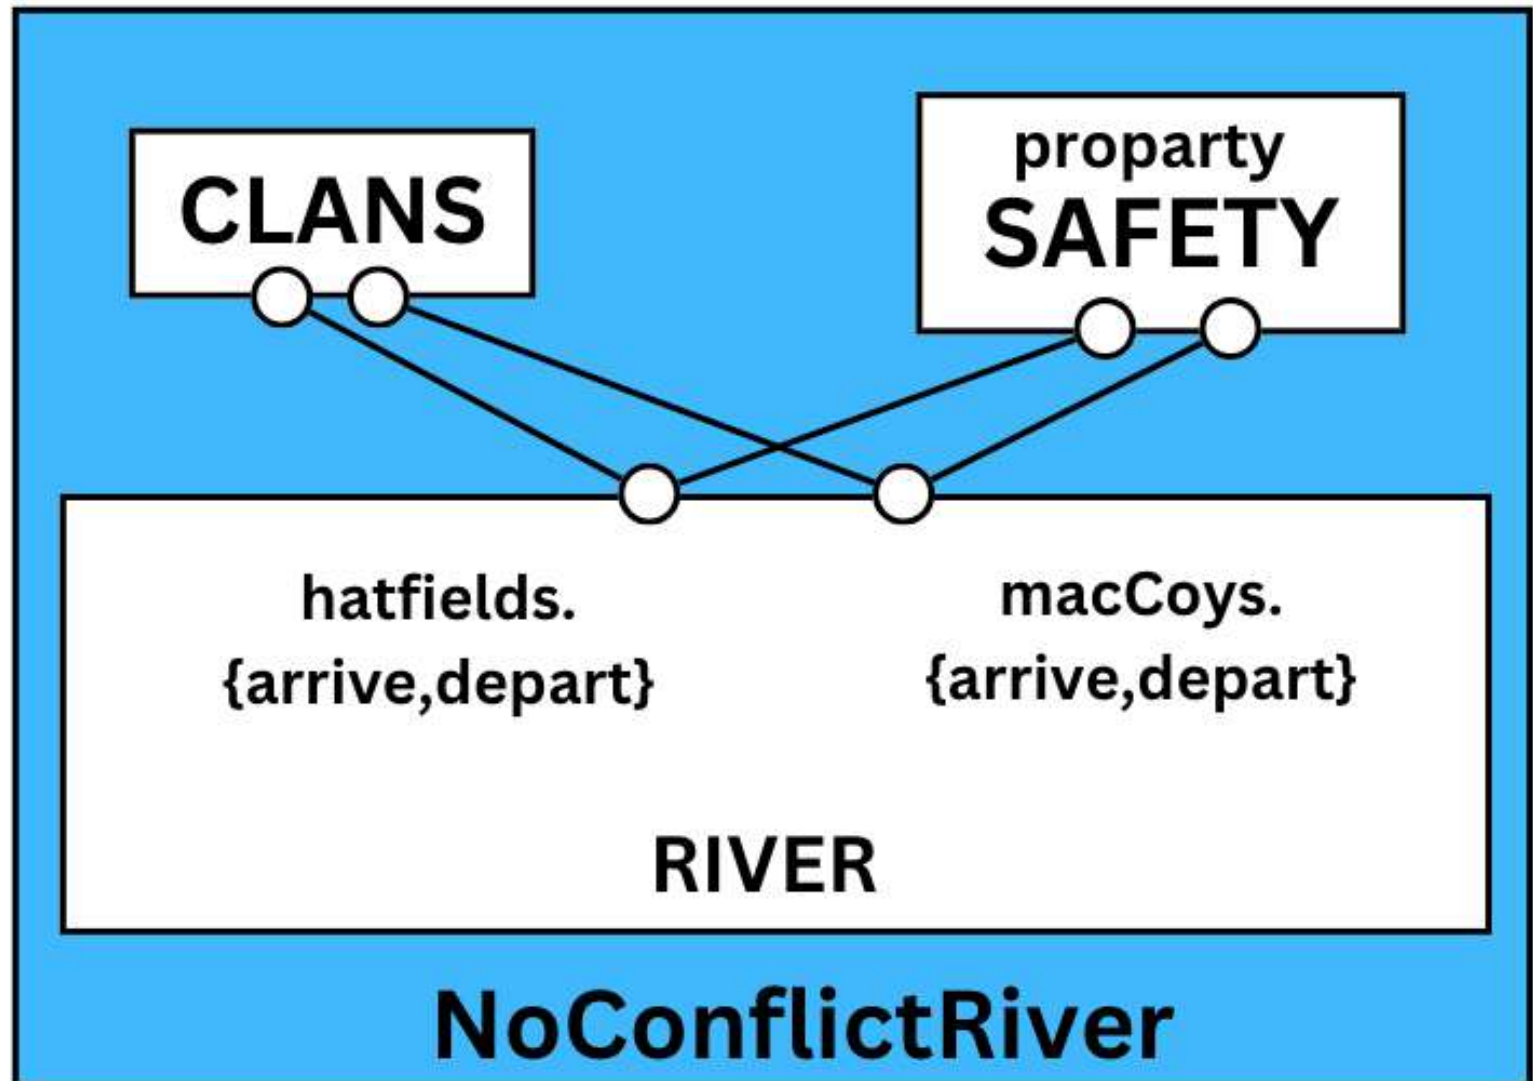 CLANS
proparty
SAFETY
hatfields.
{arrive,depart}
macCoys.
{arrive,depart}
RIVER
NoConflictRiver